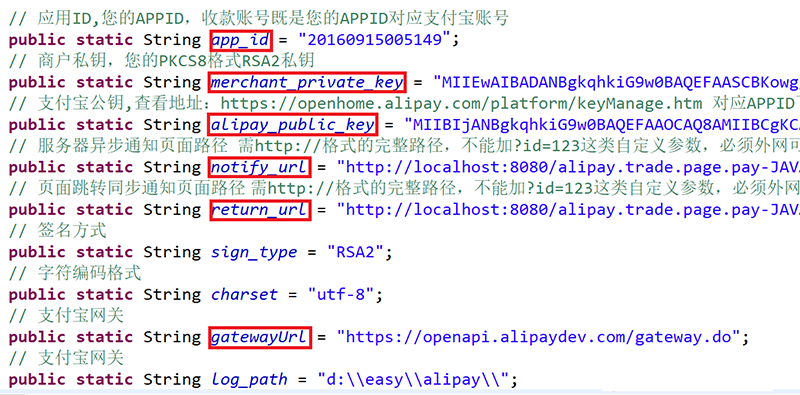 // 应用ID,您的APPID，收款账号既是您的APPID对应支付宝账号
public static String app_id = "20160915005149";
// 商户私钥，您的PKCS8格式RSA2私钥
public static String merchant_private_key = "MIIEwAIBADANBgkqhkiG9w0BAQEFAASCBKowg
// 支付宝公钥,查看地址：https://openhome.alipay.com/platform/keyManage.htm 对应APPID
public static String alipay_public_key = "MIIBIjANBgkqhkiG9w0BAQEFAAOCAQ8AMIIBCgKC
// 服务器异步通知页面路径 需http://格式的完整路径，不能加?id=123这类自定义参数，必须外网可
public static String notify_url = "http://localhost:8080/alipay.trade.page.pay-JAVA
// 页面跳转同步通知页面路径 需http://格式的完整路径，不能加?id=123这类自定义参数，必须外网
public static String return_url = "http://localhost:8080/alipay.trade.page.pay-JAVA
// 签名方式
public static String sign_type = "RSA2";
// 字符编码格式
public static String charset = "utf-8";
// 支付宝网关
public static String gatewayUrl = "https://openapi.alipaydev.com/gateway.do";
// 支付宝网关
public static String log_path = "d:\\easy\\alipay\\";